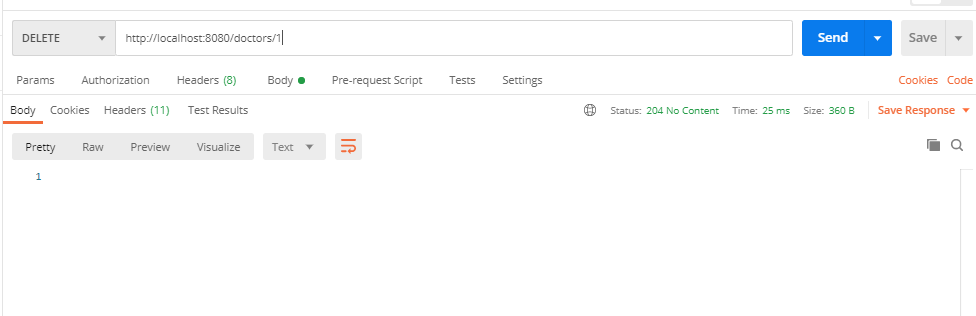 DELETE http://localhost:8080/doctors/1 Send Save
Params Authorization Headers (8) Body Pre-request Script Tests Settings Cookies Code
Body Cookies Headers (11) Test Results Status: 204 No Content Time: 25 ms Size: 360 B Save Response
Pretty Raw Preview Visualize Text
1